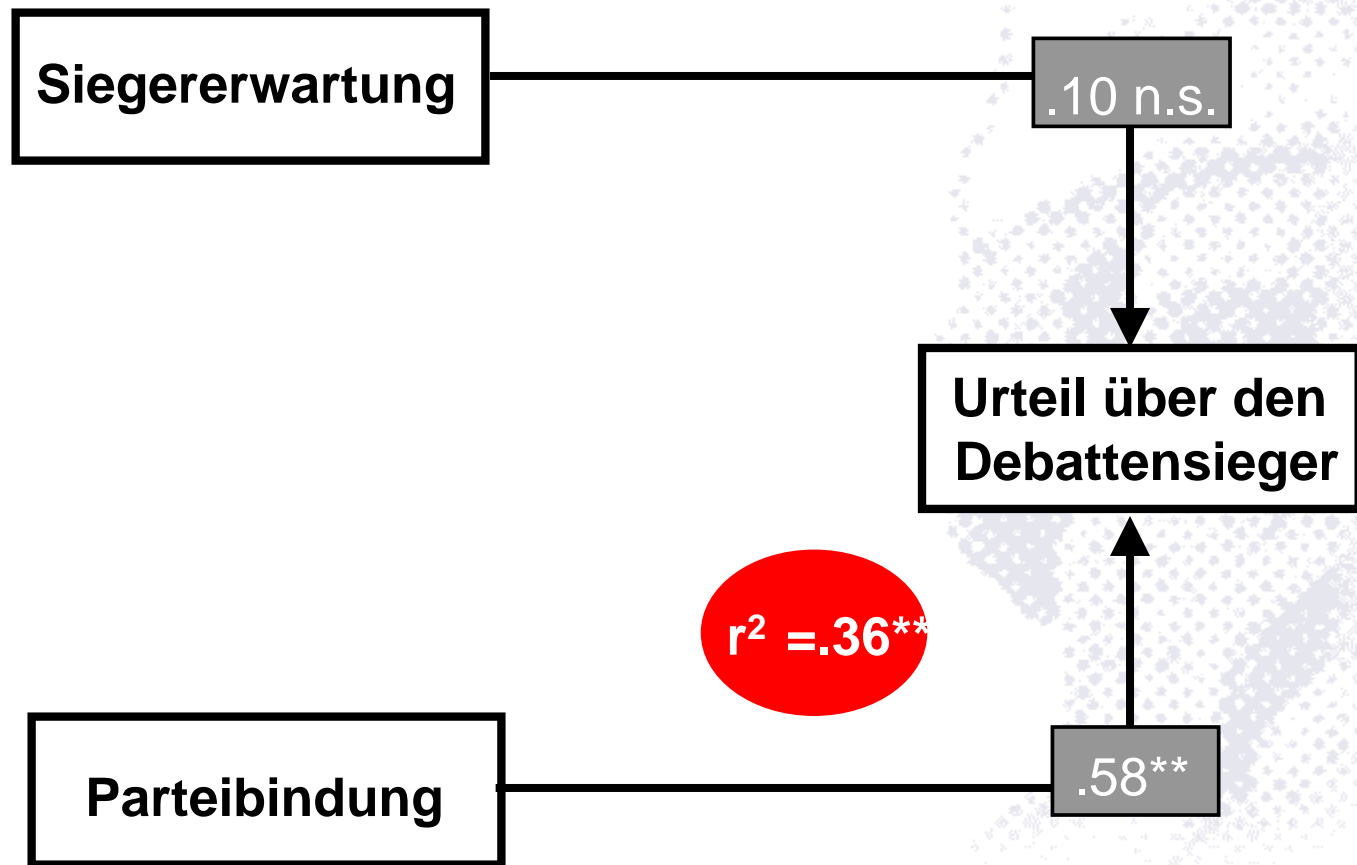 Siegererwartung
.10 n.s.
Urteil über den
Debattensieger
r² =.36**
.58**
Parteibindung